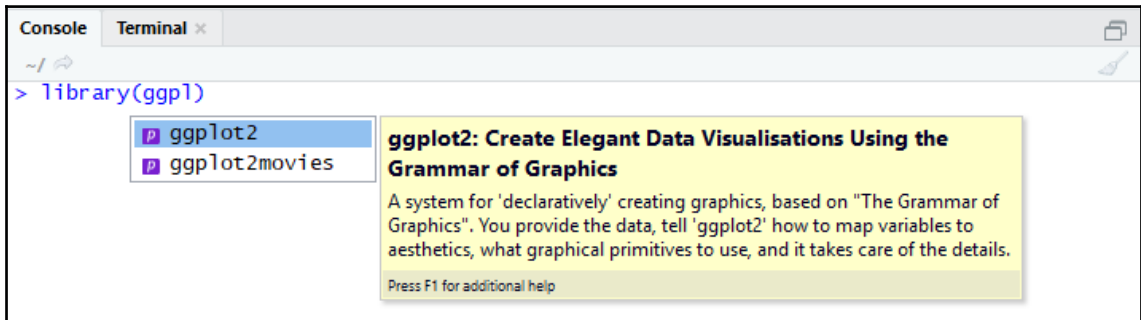 Console Terminal ×
~/
> library(ggpl)
p ggplot2
p ggplot2movies
ggplot2: Create Elegant Data Visualisations Using the
Grammar of Graphics
A system for 'declaratively' creating graphics, based on "The Grammar of
Graphics". You provide the data, tell 'ggplot2' how to map variables to
aesthetics, what graphical primitives to use, and it takes care of the details.
Press F1 for additional help